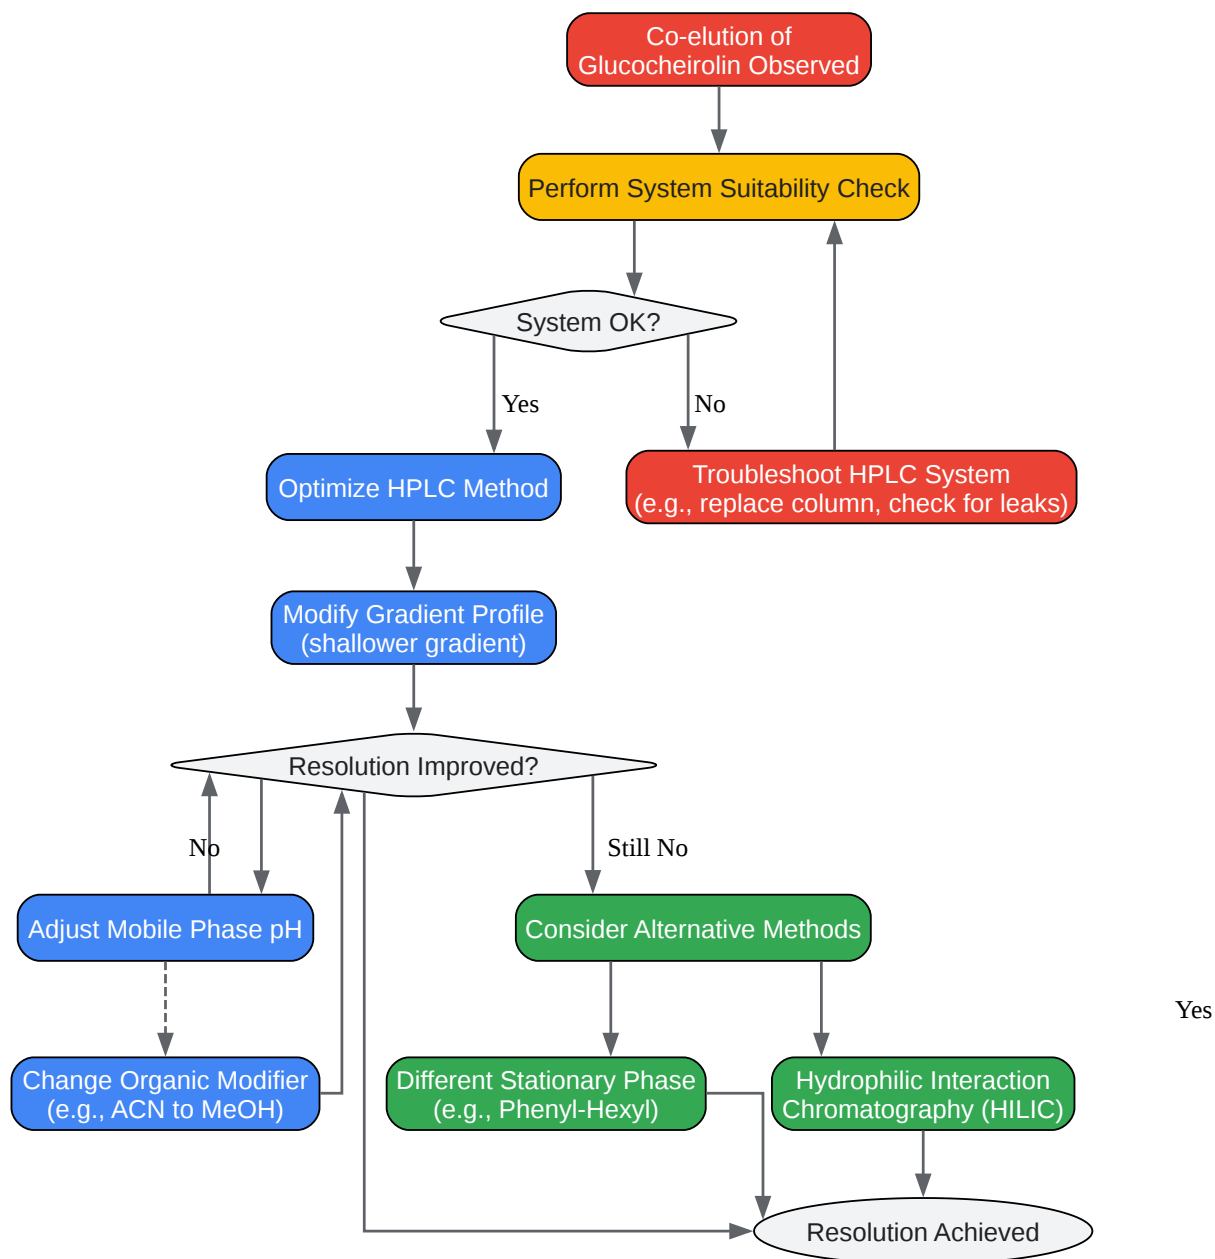 Co-elution of
Glucocheirolin Observed
Perform System Suitability Check
System OK?
Yes
No
Optimize HPLC Method
Troubleshoot HPLC System
(e.g., replace column, check for leaks)
Modify Gradient Profile
(shallower gradient)
Resolution Improved?
No
Still No
Adjust Mobile Phase pH
Consider Alternative Methods
Yes
Change Organic Modifier
(e.g., ACN to MeOH)
Different Stationary Phase
(e.g., Phenyl-Hexyl)
Hydrophilic Interaction
Chromatography (HILIC)
Resolution Achieved